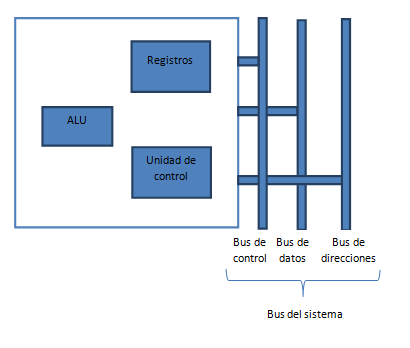 Registros
ALU
Unidad de
control
Bus de
control
Bus de
datos
Bus de
direcciones
Bus del sistema